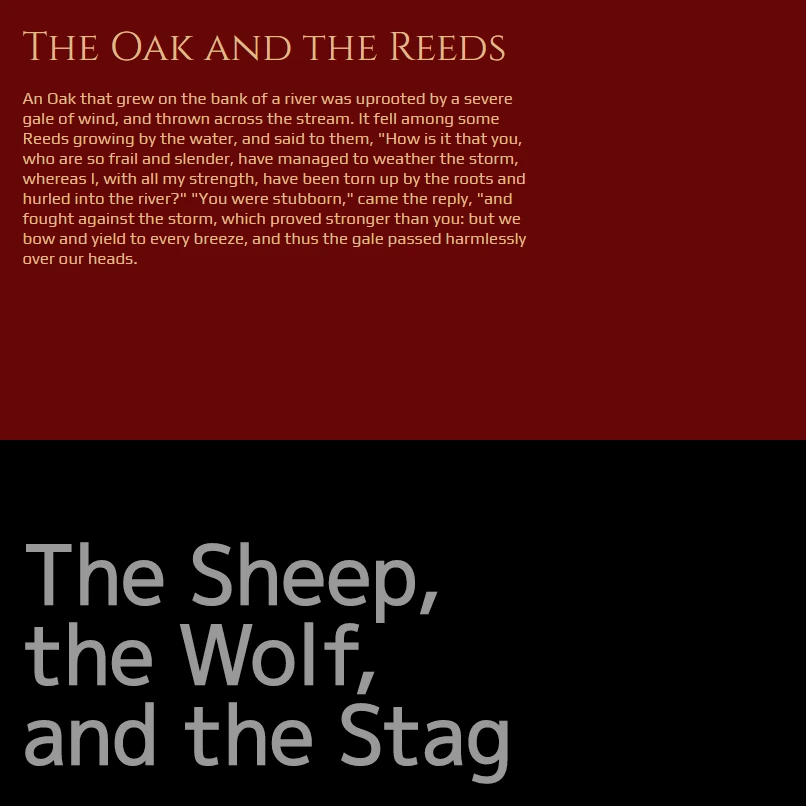 The Oak and the Reeds
An Oak that grew on the bank of a river was uprooted by a severe
gale of wind, and thrown across the stream. It fell among some
Reeds growing by the water, and said to them, "How is it that you,
who are so frail and slender, have managed to weather the storm,
whereas I, with all my strength, have been torn up by the roots and
hurled into the river?" "You were stubborn," came the reply, "and
fought against the storm, which proved stronger than you: but we
bow and yield to every breeze, and thus the gale passed harmlessly
over our heads.
The Sheep,
the Wolf,
and the Stag